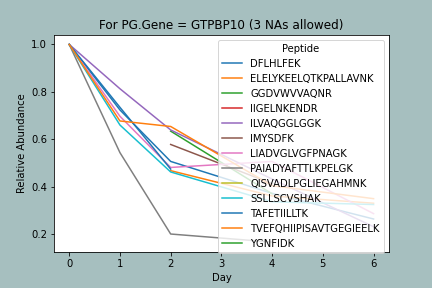 For PG.Gene = GTPBP10 (3 NAs allowed)
Relative Abundance
1.0
0.8
0.6
0.4
0.2
Peptide
DFLHLFEK
ELELYKEELQTKPALLAVNK
GGDVWVVAQNR
IIGELNKENDR
ILVAQGGLGGK
IMYSDFK
LIADVGLVGFPNAGK
PAIADYAFTTLKPELGK
QISVADLPGLIEGAHMNK
SSLLSCVSHAK
TAFETIILLTK
TVEFQHIIPISAVTGEGIEELK
YGNFIDK
0 1 2 3 4 5 6
Day